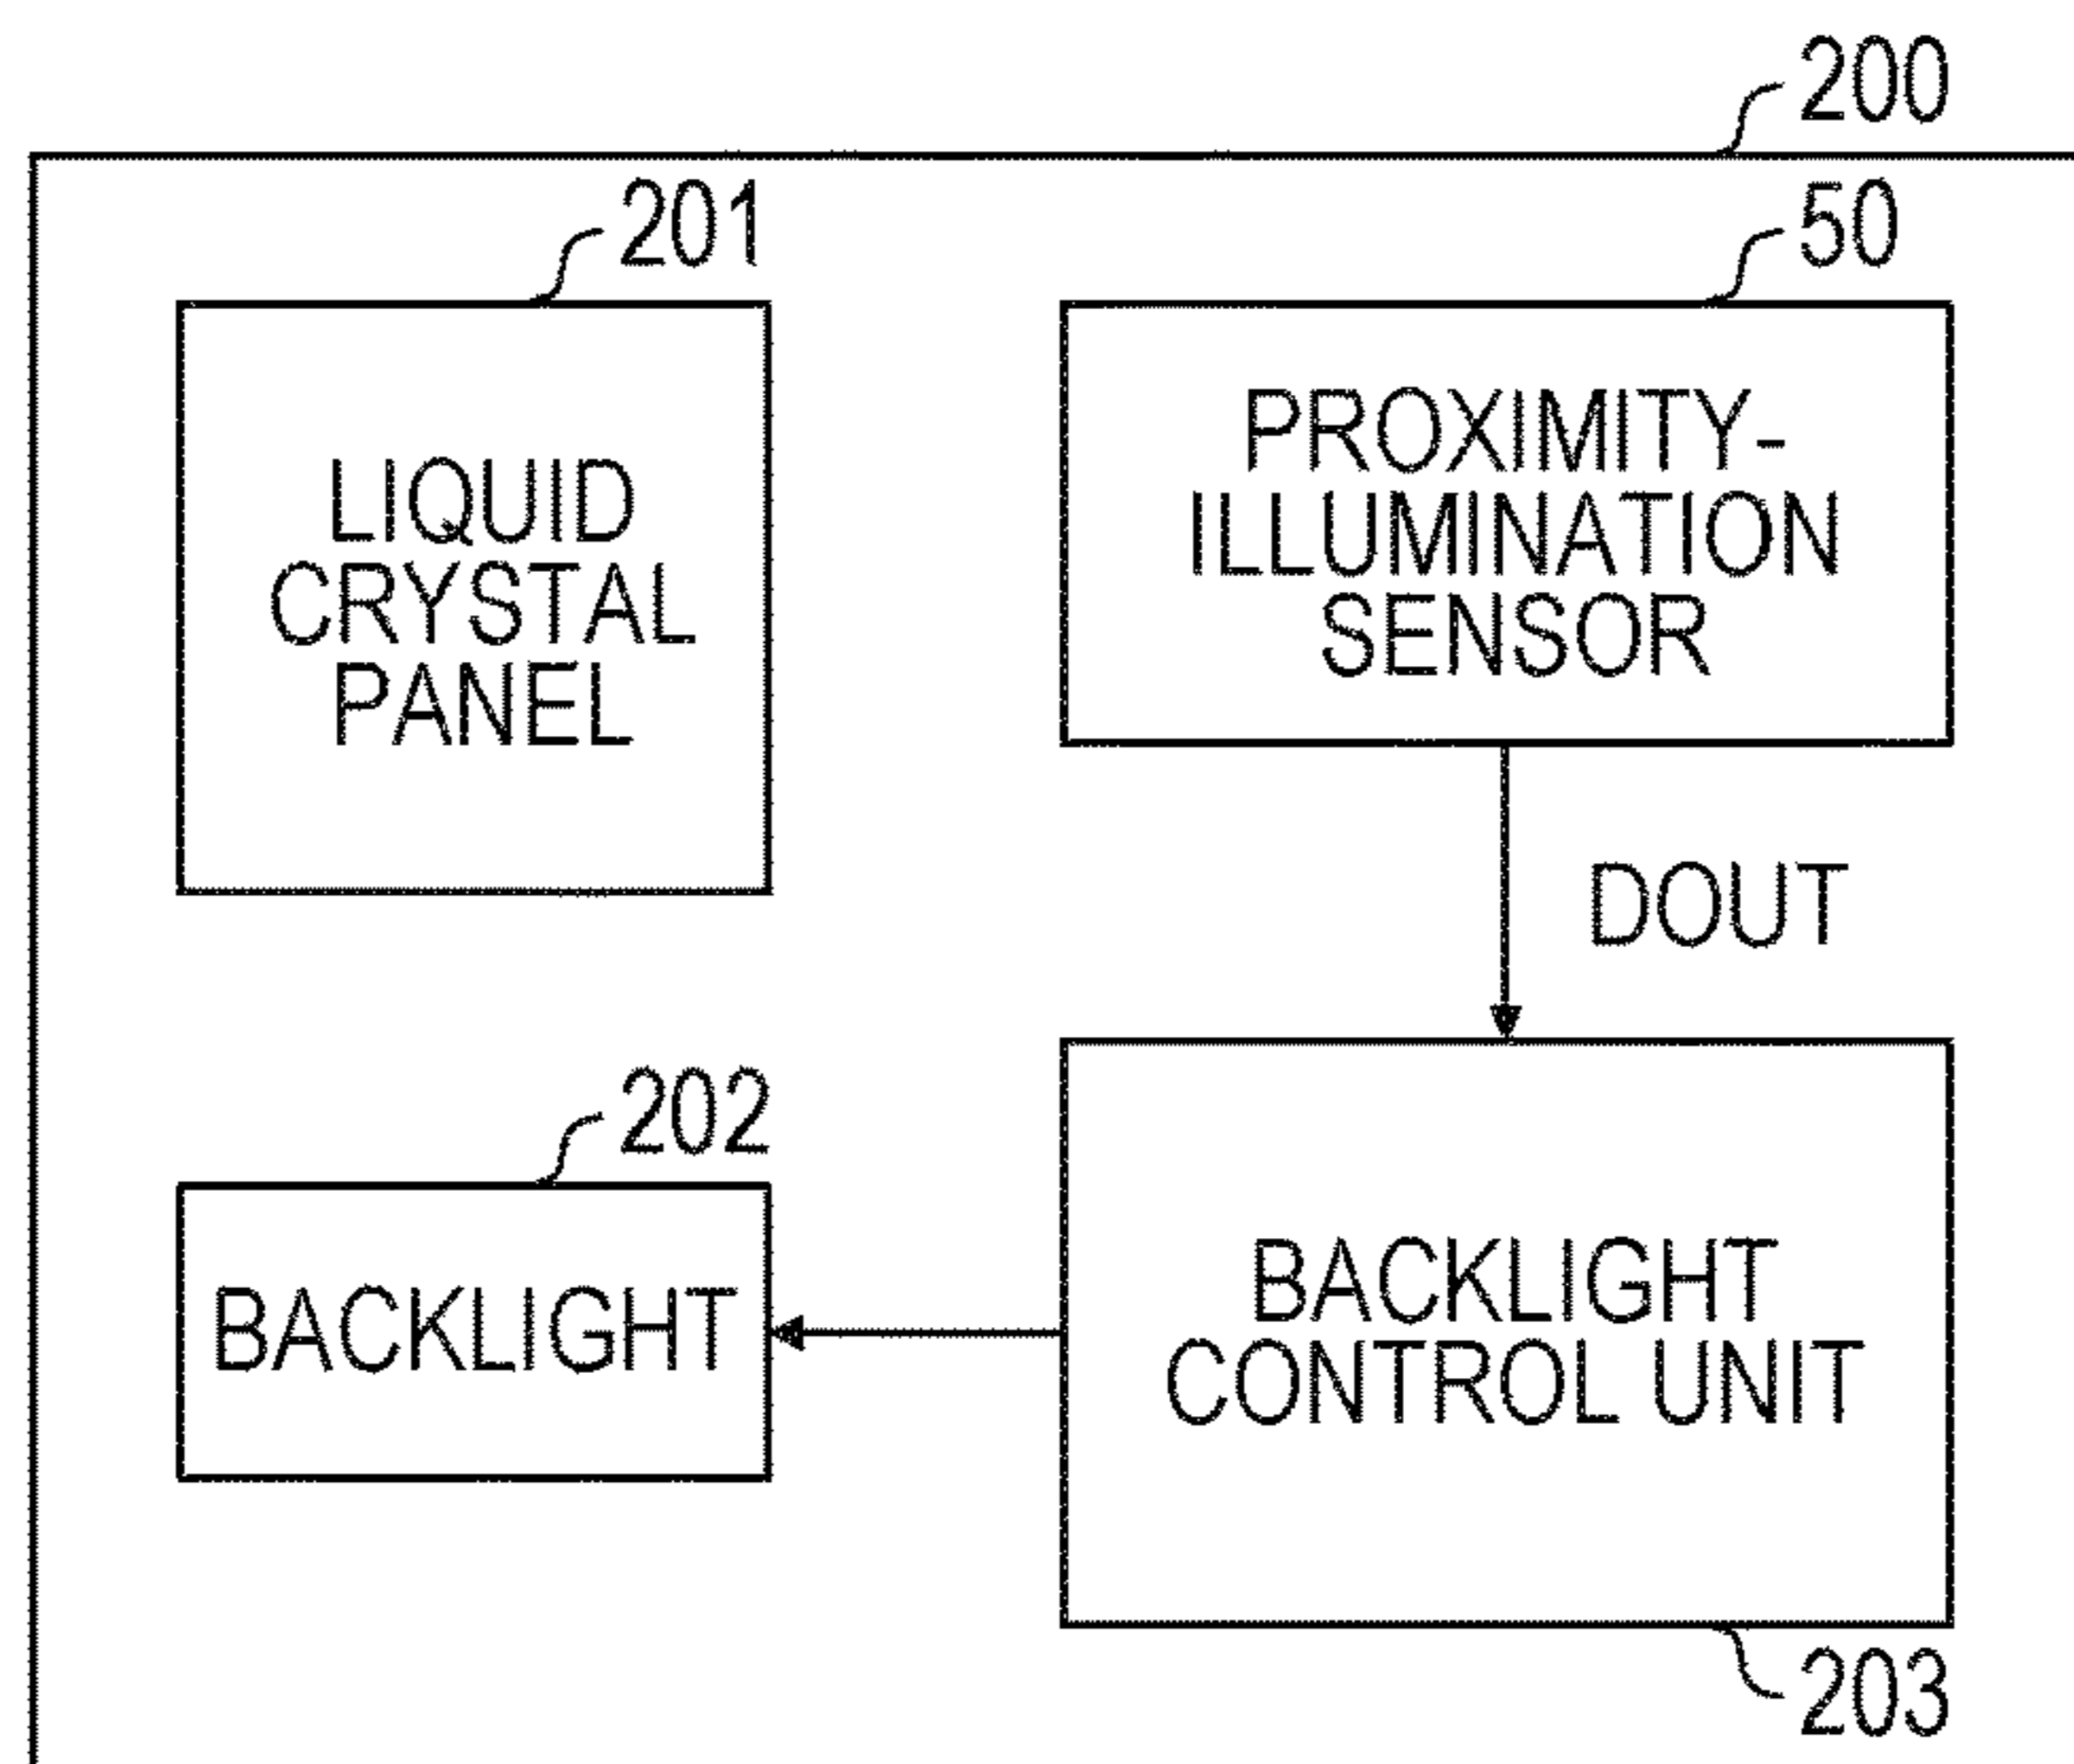 200
201
50
LIQUID
CRYSTAL
PANEL
PROXIMITY-
ILLUMINATION
SENSOR
DOUT
202
BACKLIGHT
BACKLIGHT
CONTROL UNIT
203